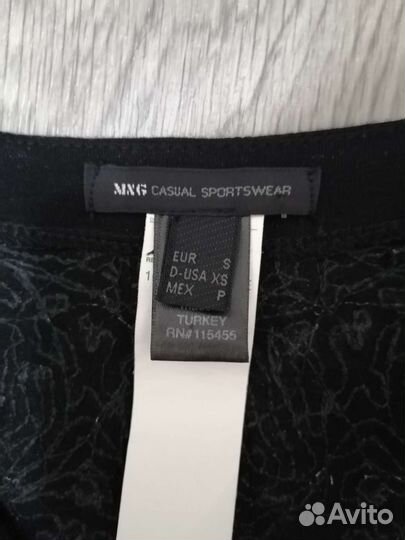 MNG CASUAL SPORTSWEAR
EUR S
D-USA XS
MEX P
TURKEY
RN#115455
Avito